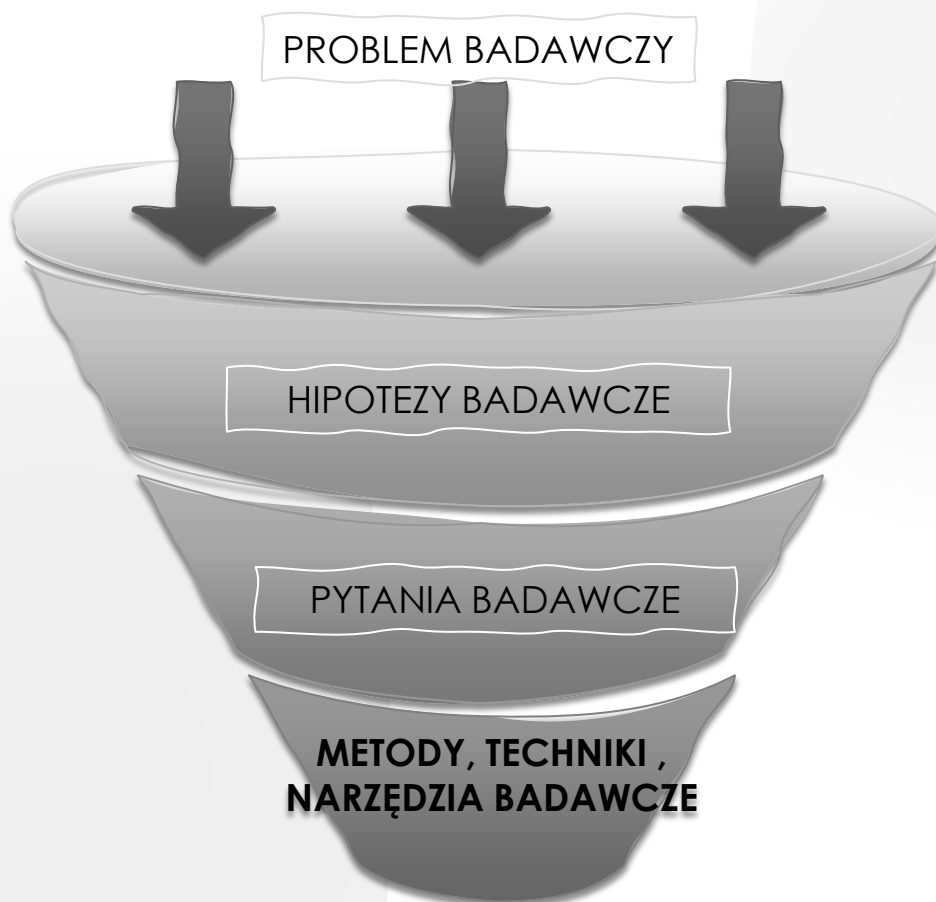 PROBLEM BADAWCZY
HIPOTEZY BADAWCZE
PYTANIA BADAWCZE
METODY, TECHNIKI ,
NARZĘDZIA BADAWCZE